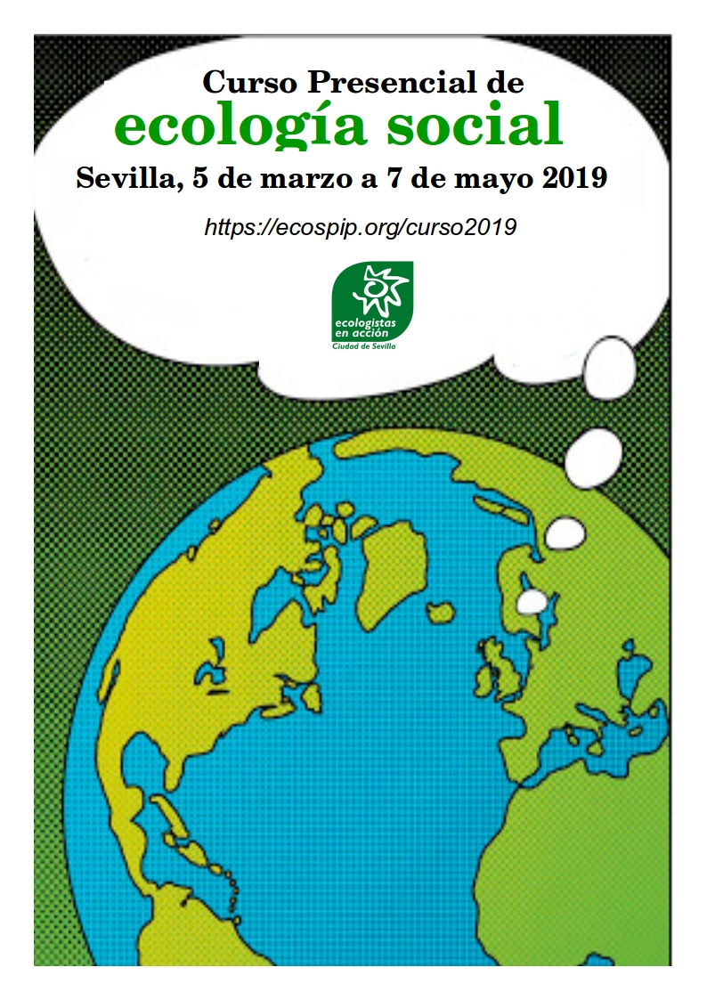 Curso Presencial de
ecología social
Sevilla, 5 de marzo a 7 de mayo 2019
https://ecospip.org/curso2019
ecologistas
en acción
Ciudad de Sevilla